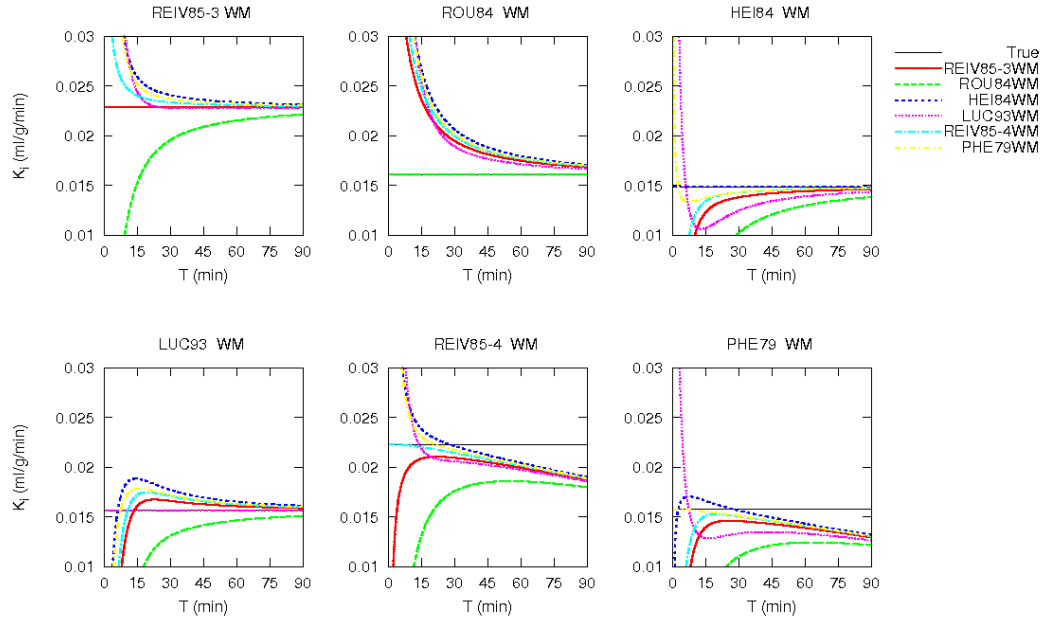 REIV85-3 WM
ROU84 WM
HEI84 WM
0.03
0.025
0.02
0.015
0.01
0 15 30 45 60 75 90
T (min)
Ki (ml/g/min)
0.03
0.025
0.02
0.015
0.01
0 15 30 45 60 75 90
T (min)
0.03
0.025
0.02
0.015
0.01
0 15 30 45 60 75 90
T (min)
True
REIV85-3WM
ROU84WM
HEI84WM
LUC93WM
REIV85-4WM
PHE79WM
LUC93 WM
REIV85-4 WM
PHE79 WM
0.03
0.025
0.02
0.015
0.01
0 15 30 45 60 75 90
T (min)
Ki (ml/g/min)
0.03
0.025
0.02
0.015
0.01
0 15 30 45 60 75 90
T (min)
0.03
0.025
0.02
0.015
0.01
0 15 30 45 60 75 90
T (min)